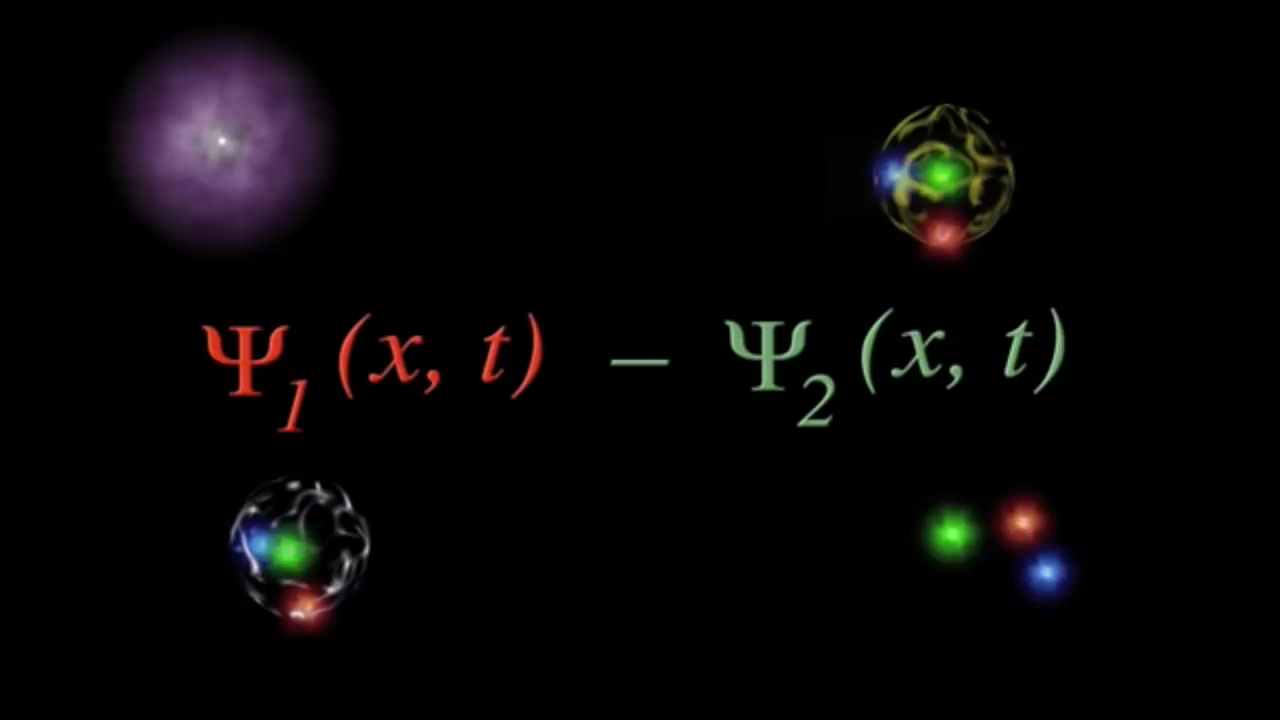 Ψ₁(x, t) – Ψ₂(x, t)